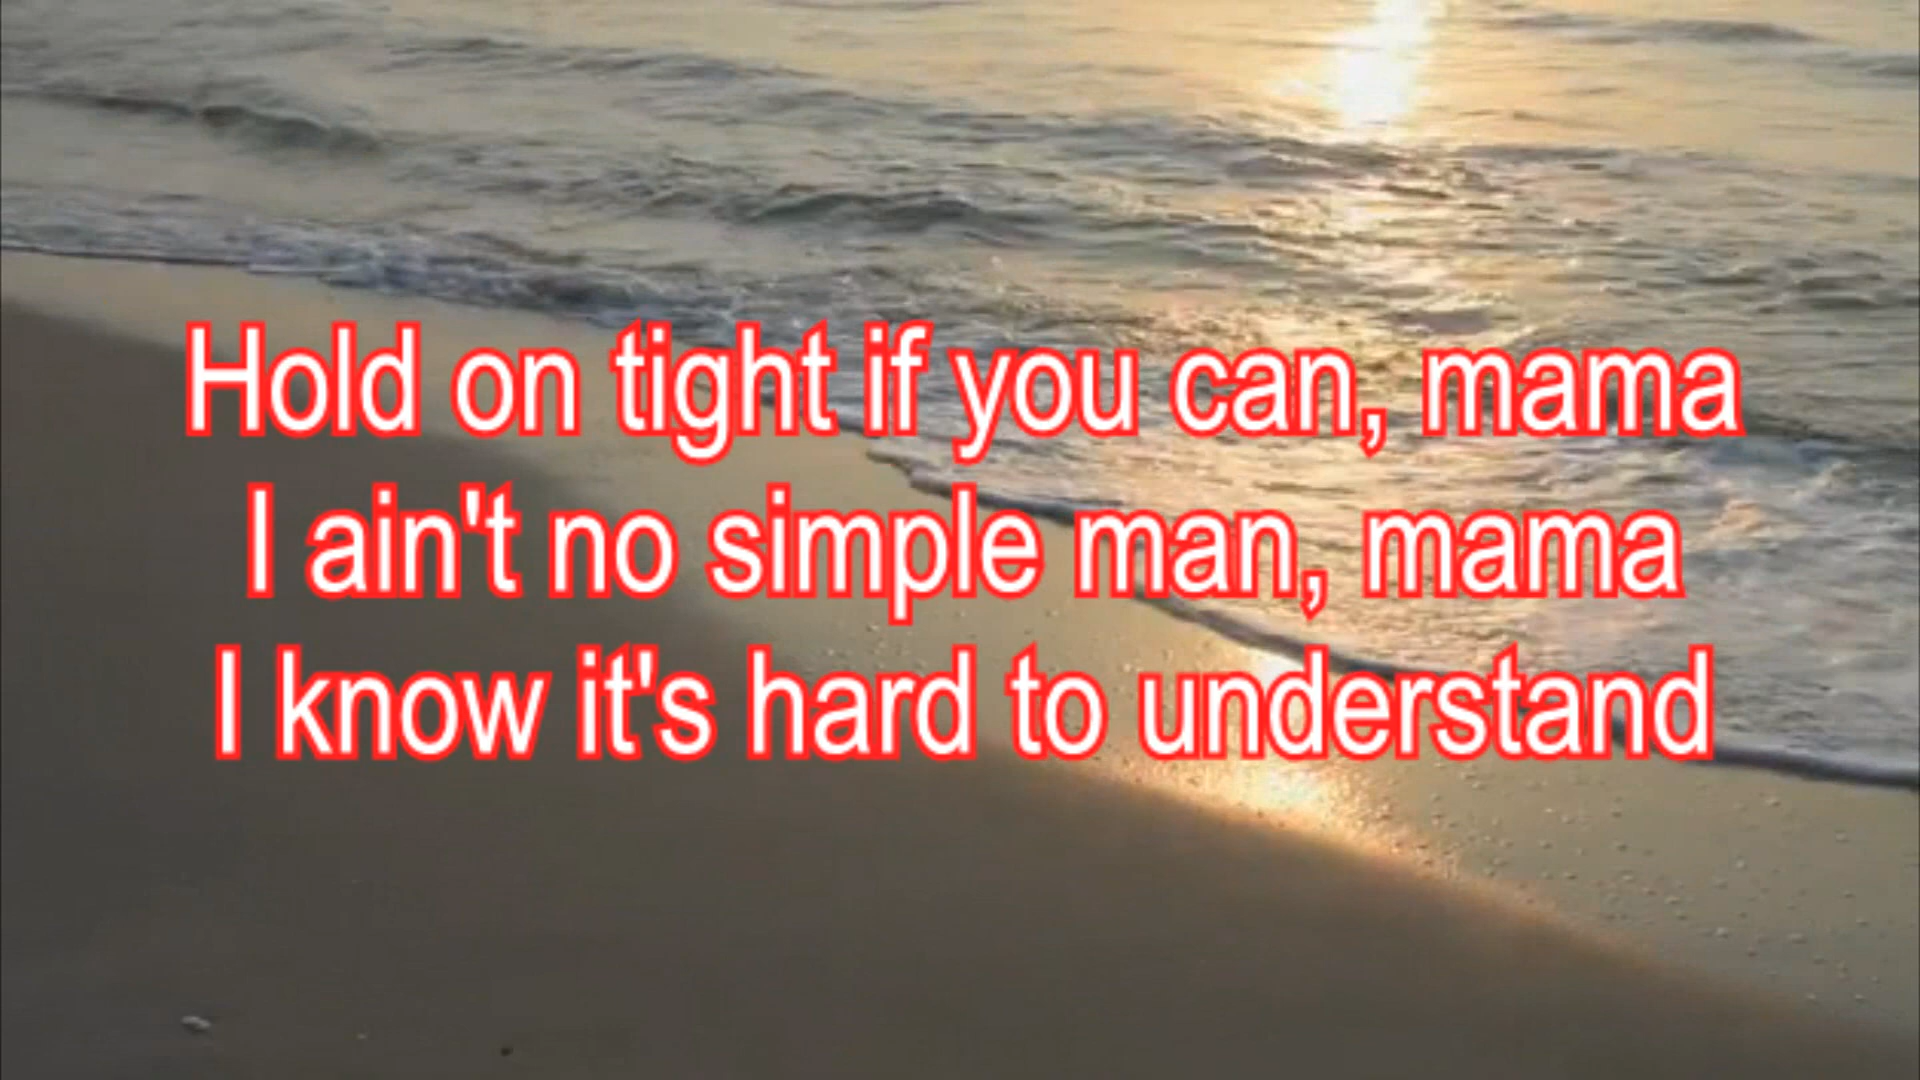 Hold on tight if you can, mama
I ain't no simple man, mama
I know it's hard to understand